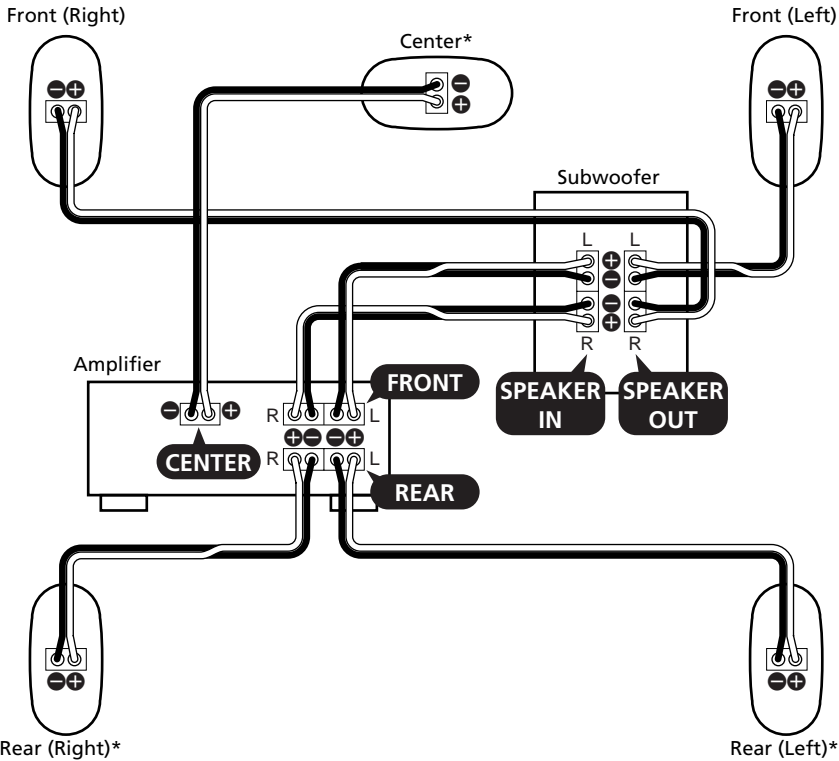 Front (Right)
Front (Left)
Center*
Subwoofer
L L
R R
Amplifier
FRONT
SPEAKER
IN
SPEAKER
OUT
R L
CENTER
R L
REAR
Rear (Right)*
Rear (Left)*